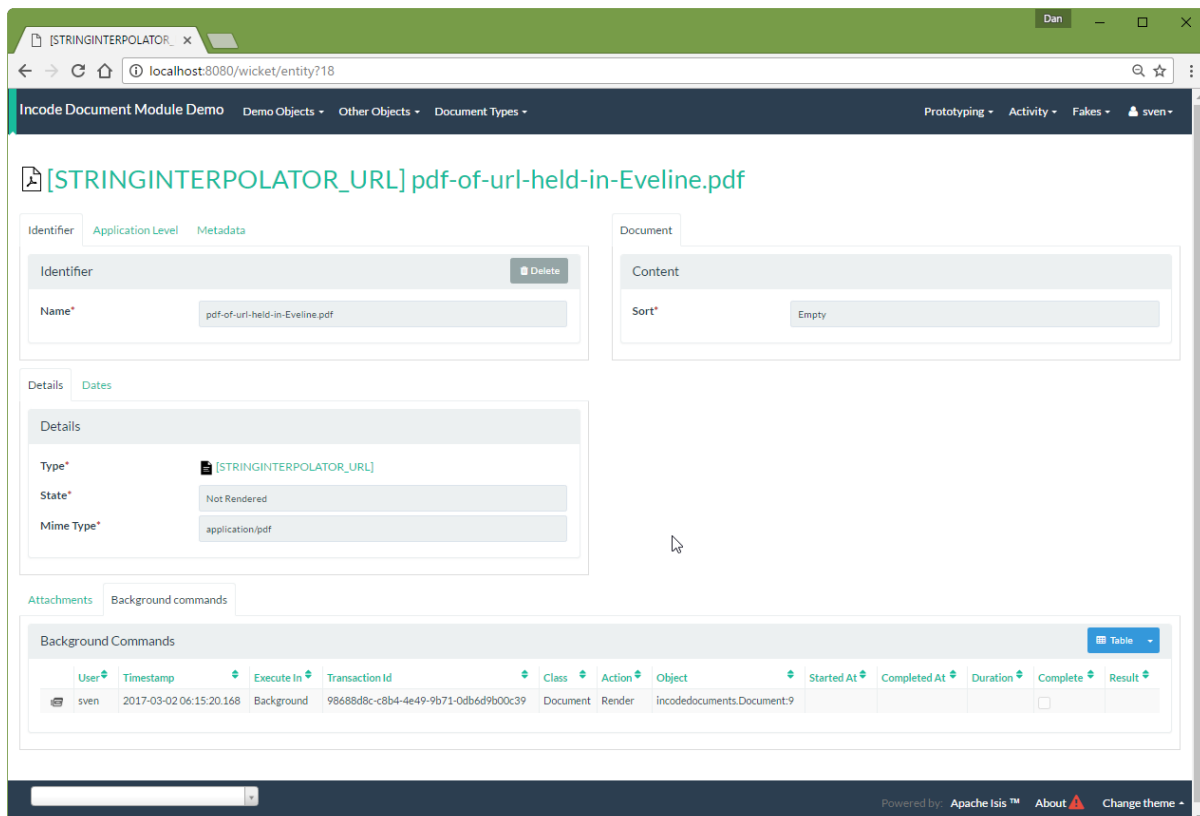 Dan
[STRINGINTERPOLATOR_
localhost:8080/wicket/entity?18
Incode Document Module Demo Demo Objects Other Objects Document Types Prototyping Activity Fakes sven
[STRINGINTERPOLATOR_URL] pdf-of-url-held-in-Eveline.pdf
Identifier Application Level Metadata Document
Identifier Delete Content
Name* pdf-of-url-held-in-Eveline.pdf Sort* Empty
Details Dates
Details
Type* [STRINGINTERPOLATOR_URL]
State* Not Rendered
Mime Type* application/pdf
Attachments Background commands
Background Commands Table
User Timestamp Execute In Transaction Id Class Action Object Started At Completed At Duration Complete Result
sven 2017-03-02 06:15:20.168 Background 98688d8c-c8b4-4e49-9b71-0db6d9b00c39 Document Render incodedocuments.Document:9
Powered by: Apache Isis ™ About Change theme